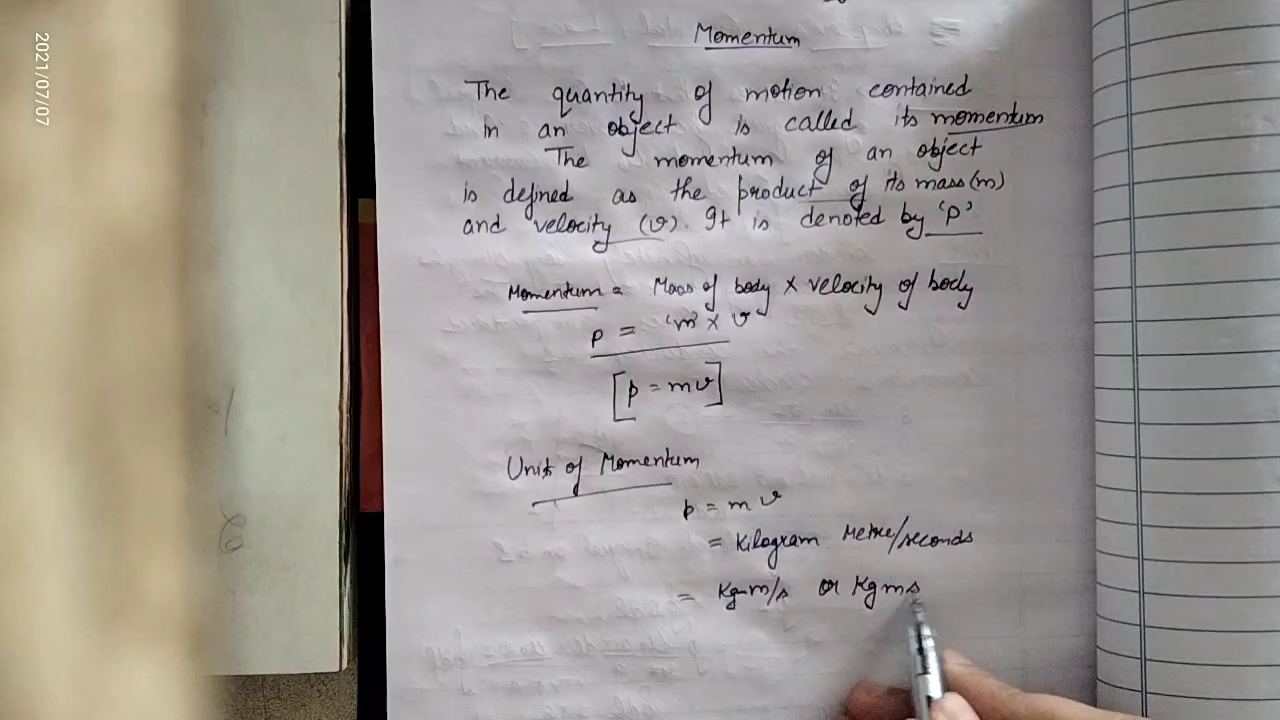 2021/07/07
Momentum
The quantity of motion contained
in an object is called its momentum
The momentum of an object
is defined as the product of its mass (m)
and velocity (v). It is denoted by 'p'
Momentum = Mass of body × velocity of body
p = 'm' × v
[p = mv]
Unit of Momentum
p = m v
= Kilogram Metre/seconds
= Kg-m/s or Kgms